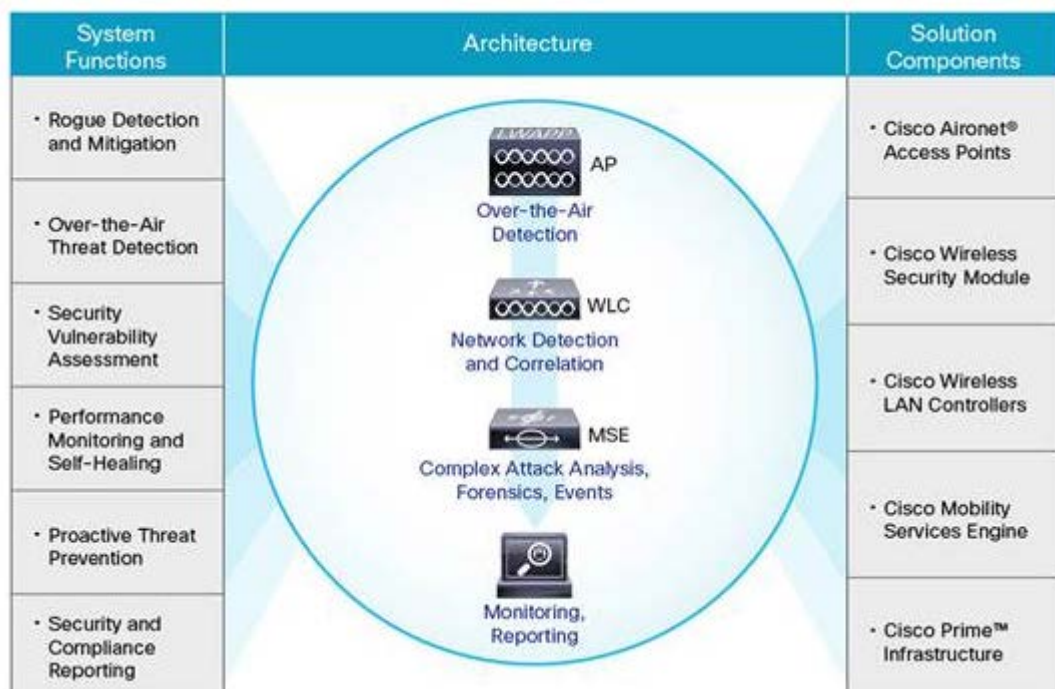 System
Functions
Architecture
Solution
Components
• Rogue Detection
and Mitigation
• Over-the-Air
Threat Detection
• Security
Vulnerability
Assessment
• Performance
Monitoring and
Self-Healing
• Proactive Threat
Prevention
• Security and
Compliance
Reporting
LWAPP
AP
Over-the-Air
Detection
WLC
Network Detection
and Correlation
MSE
Complex Attack Analysis,
Forensics, Events
Monitoring,
Reporting
• Cisco Aironet®
Access Points
• Cisco Wireless
Security Module
• Cisco Wireless
LAN Controllers
• Cisco Mobility
Services Engine
• Cisco Prime™
Infrastructure